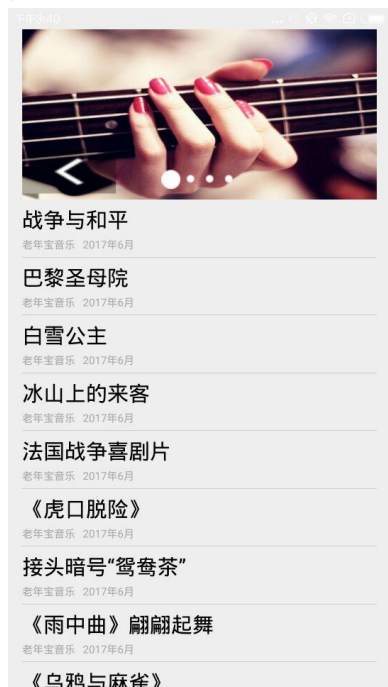 下午3:40
战争与和平
老年宝音乐 2017年6月
巴黎圣母院
老年宝音乐 2017年6月
白雪公主
老年宝音乐 2017年6月
冰山上的来客
老年宝音乐 2017年6月
法国战争喜剧片
老年宝音乐 2017年6月
《虎口脱险》
老年宝音乐 2017年6月
接头暗号“鸳鸯茶”
老年宝音乐 2017年6月
《雨中曲》翩翩起舞
老年宝音乐 2017年6月
《乌鸦与麻雀》